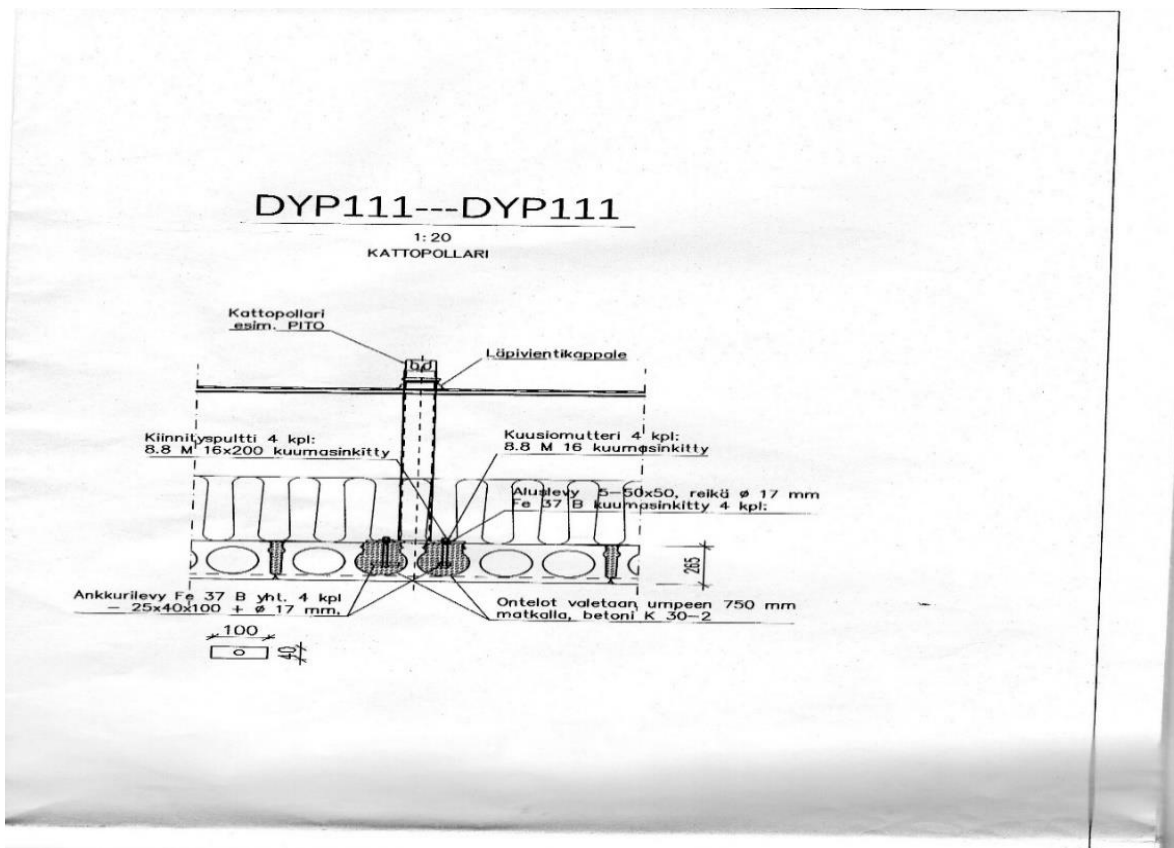 DYP111---DYP111
1:20
KATTOPOLLARI
Kattopollari
esim. PITO
Läpivientikappale
Kiinnityspultti 4 kpl:
8.8 M 16x200 kuumasinkitty
Kuusiomutteri 4 kpl:
8.8 M 16 kuumasinkitty
Aluslevy 5-50x50, reikä ø 17 mm
Fe 37 B kuumasinkitty 4 kpl:
265
Ankkurilevy Fe 37 B yht. 4 kpl
- 25x40x100 + ø 17 mm.
Ontelot valetaan umpeen 750 mm
matkalla, betoni K 30-2
100
40